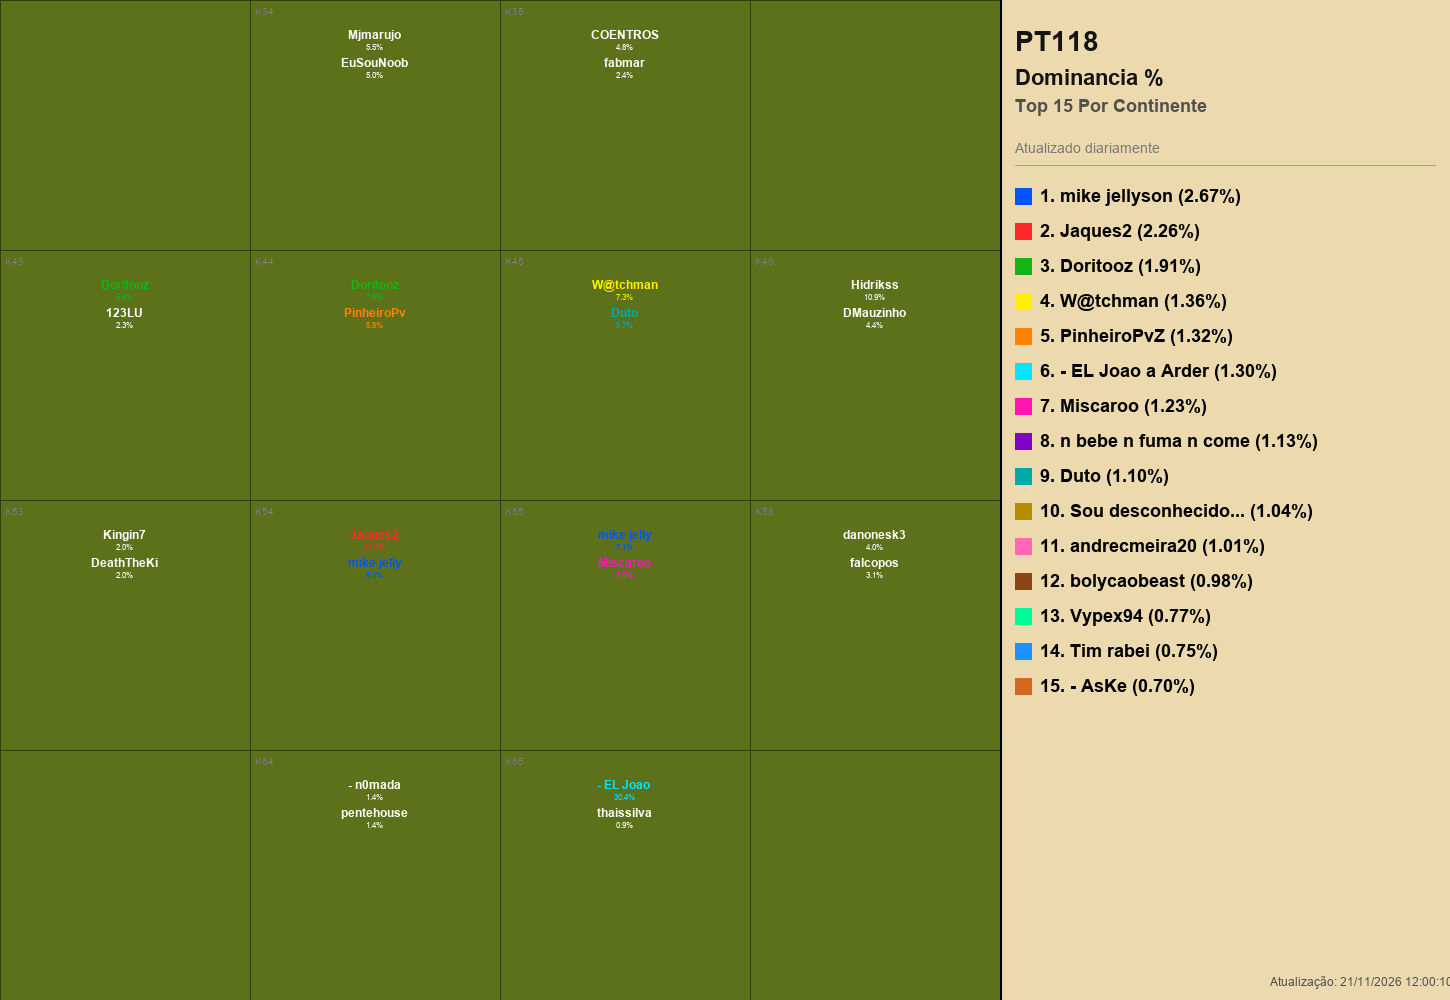 K34
Mjmarujo
5.5%
EuSouNoob
5.0%
K35
COENTROS
4.8%
fabmar
2.4%
K43
Doritooz
123LU
2.3%
K44
Doritooz
PinheiroPv
5.8%
K45
W@tchman
7.3%
Duto
5.7%
K46
Hidrikss
10.9%
DMauzinho
4.4%
K53
Kingin7
2.0%
DeathTheKi
2.0%
K54
Jaques2
mike jelly
K55
mike jelly
7.1%
Miscaroo
K56
danonesk3
4.0%
falcopos
3.1%
K64
- n0mada
1.4%
pentehouse
1.4%
K65
- EL Joao
30.4%
thaissilva
0.9%
PT118
Dominancia %
Top 15 Por Continente
Atualizado diariamente
1. mike jellyson (2.67%)
2. Jaques2 (2.26%)
3. Doritooz (1.91%)
4. W@tchman (1.36%)
5. PinheiroPvZ (1.32%)
6. - EL Joao a Arder (1.30%)
7. Miscaroo (1.23%)
8. n bebe n fuma n come (1.13%)
9. Duto (1.10%)
10. Sou desconhecido... (1.04%)
11. andrecmeira20 (1.01%)
12. bolycaobeast (0.98%)
13. Vypex94 (0.77%)
14. Tim rabei (0.75%)
15. - AsKe (0.70%)
Atualização: 21/11/2026 12:00:10